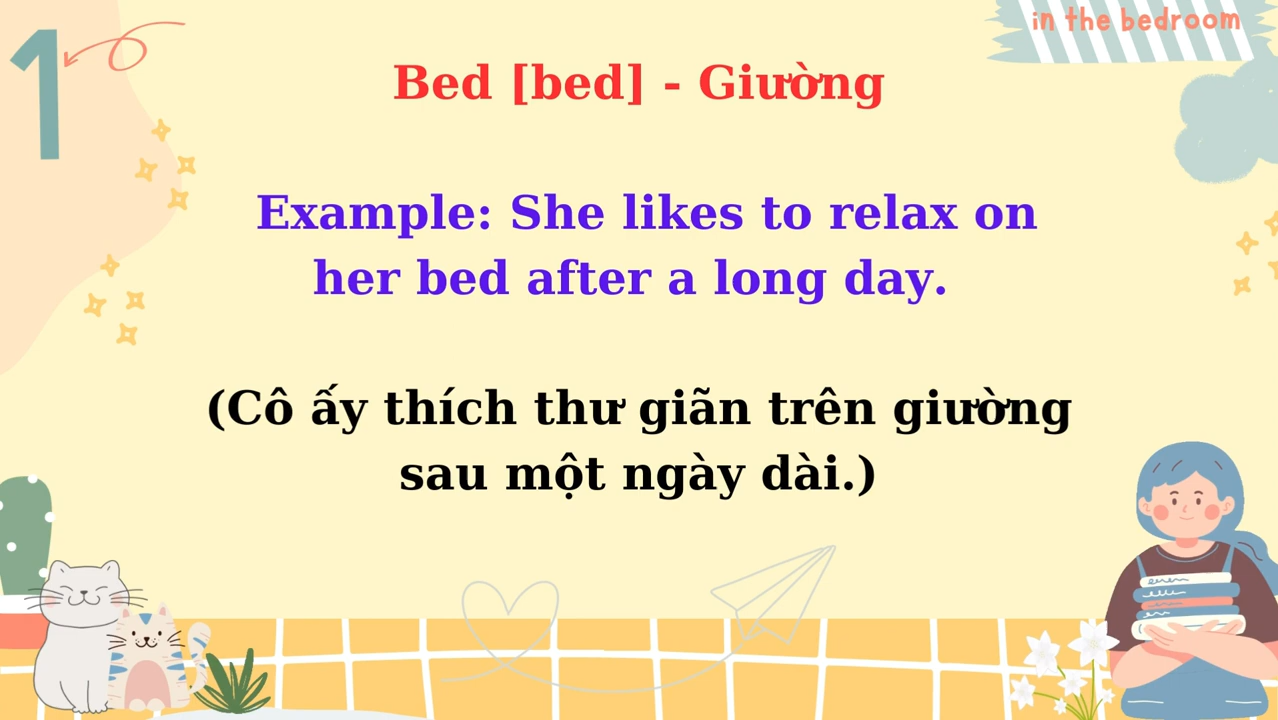 1
in the bedroom
Bed [bed] - Giường
Example: She likes to relax on
her bed after a long day.
(Cô ấy thích thư giãn trên giường
sau một ngày dài.)